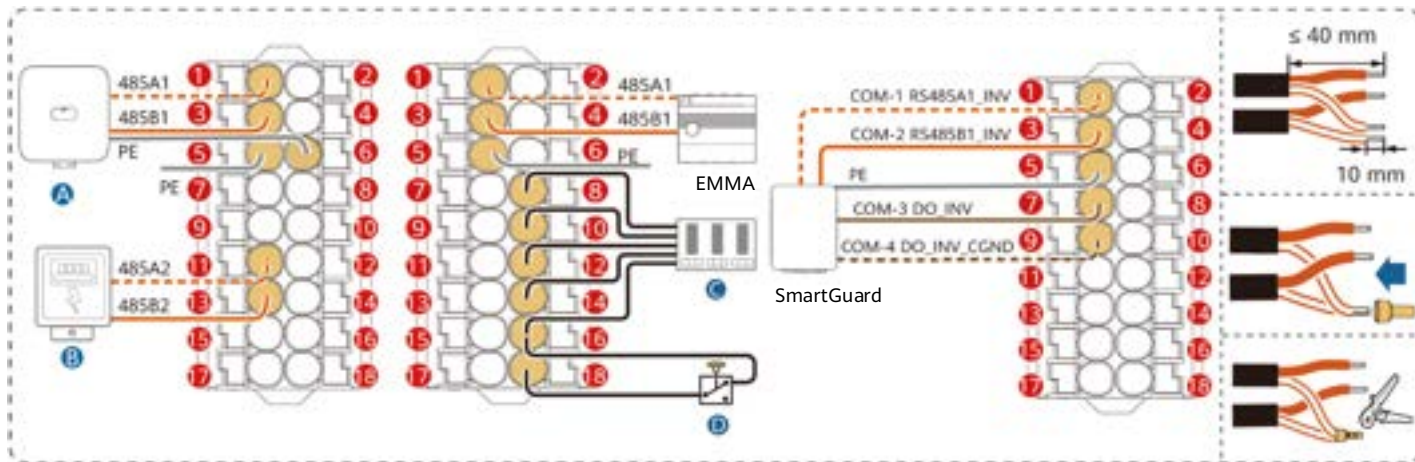 485A1
485B1
PE
PE
A
485A2
485B2
B
1 2
3 4
5 6
7 8
9 10
11 12
13 14
15 16
17 18
1 2
3 4
5 6
7 8
9 10
11 12
13 14
15 16
17 18
485A1
485B1
PE
EMMA
C
D
COM-1 RS485A1_INV
COM-2 RS485B1_INV
PE
COM-3 DO_INV
COM-4 DO_INV_CGND
SmartGuard
1 2
3 4
5 6
7 8
9 10
11 12
13 14
15 16
17 18
≤ 40 mm
10 mm